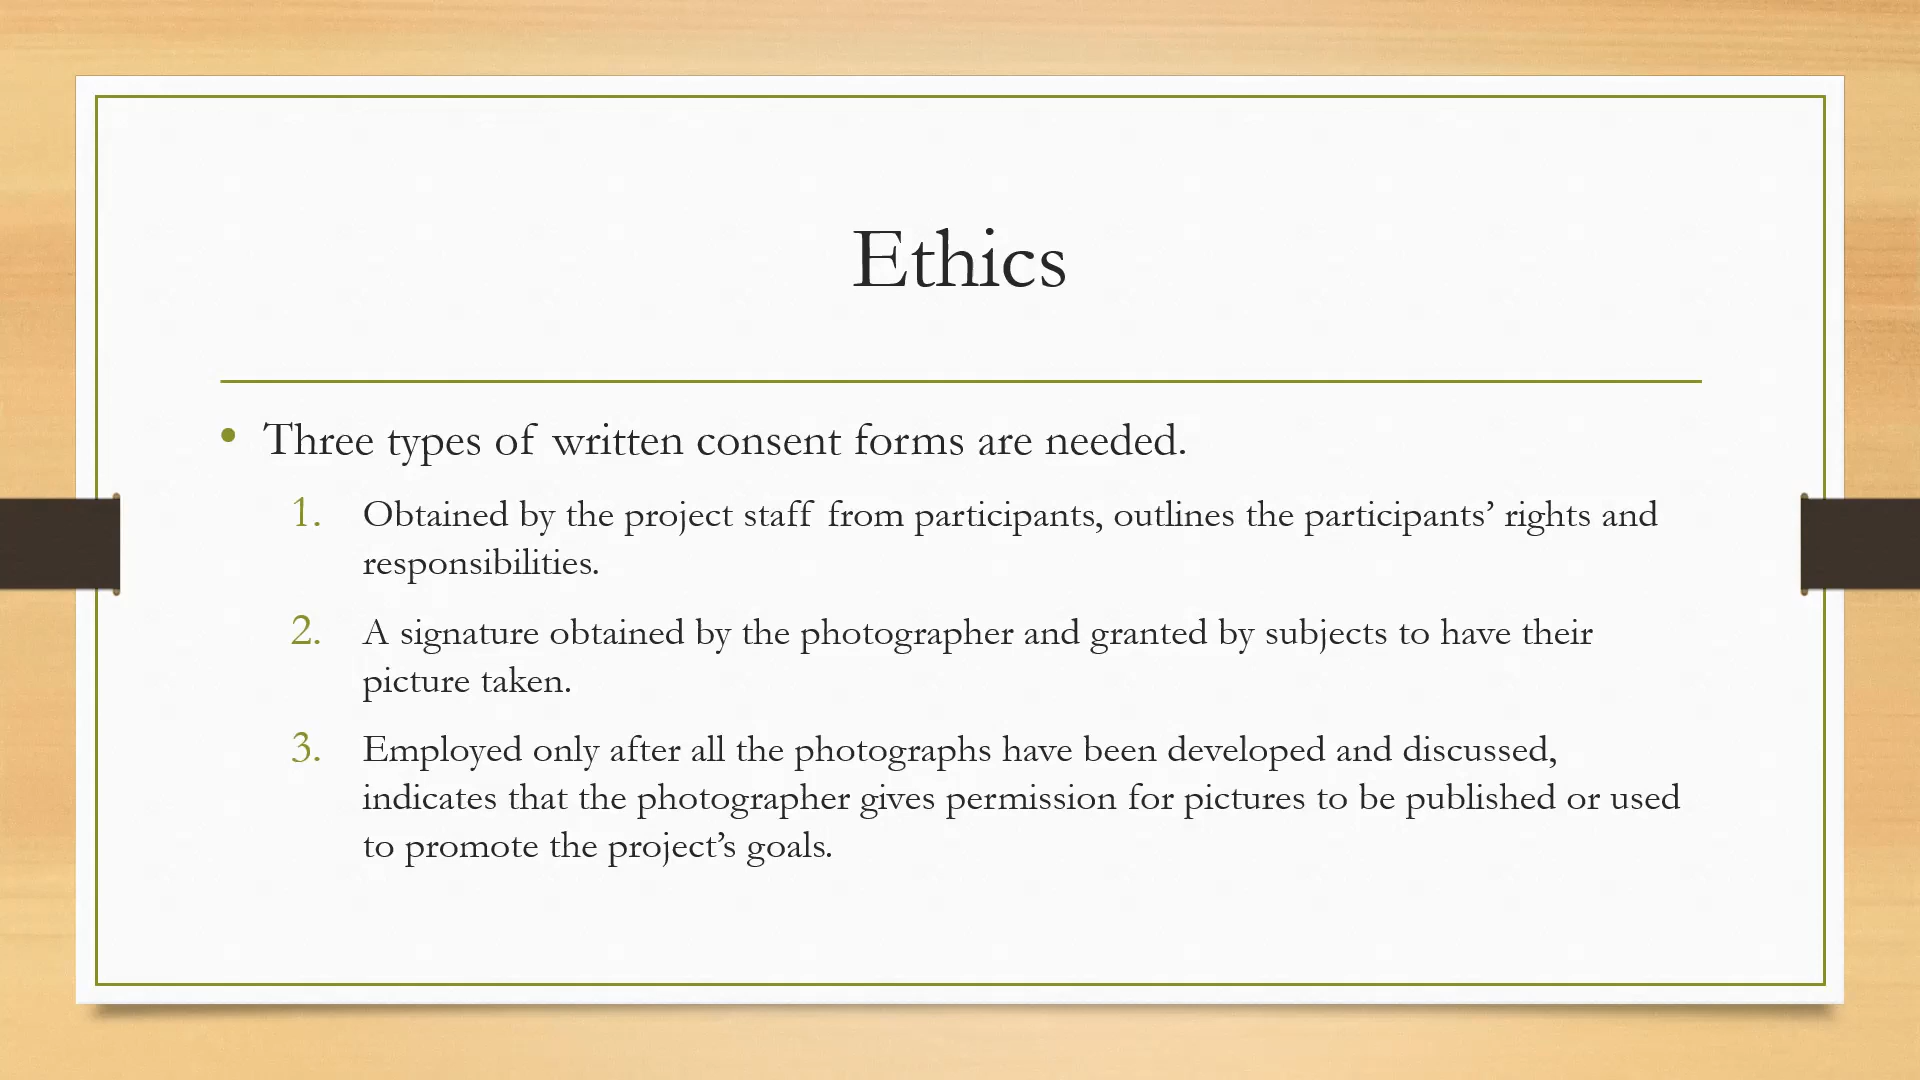 Ethics
• Three types of written consent forms are needed.
1. Obtained by the project staff from participants, outlines the participants’ rights and
responsibilities.
2. A signature obtained by the photographer and granted by subjects to have their
picture taken.
3. Employed only after all the photographs have been developed and discussed,
indicates that the photographer gives permission for pictures to be published or used
to promote the project’s goals.